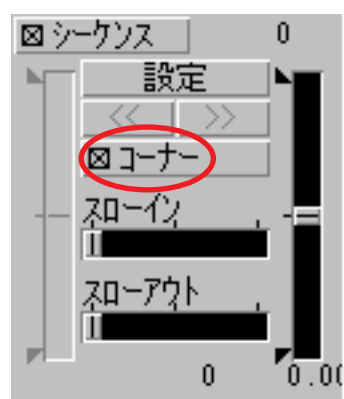 シーケンス 0
設定
<< >>
コーナー
スローイン
スローアウト
0 0.00